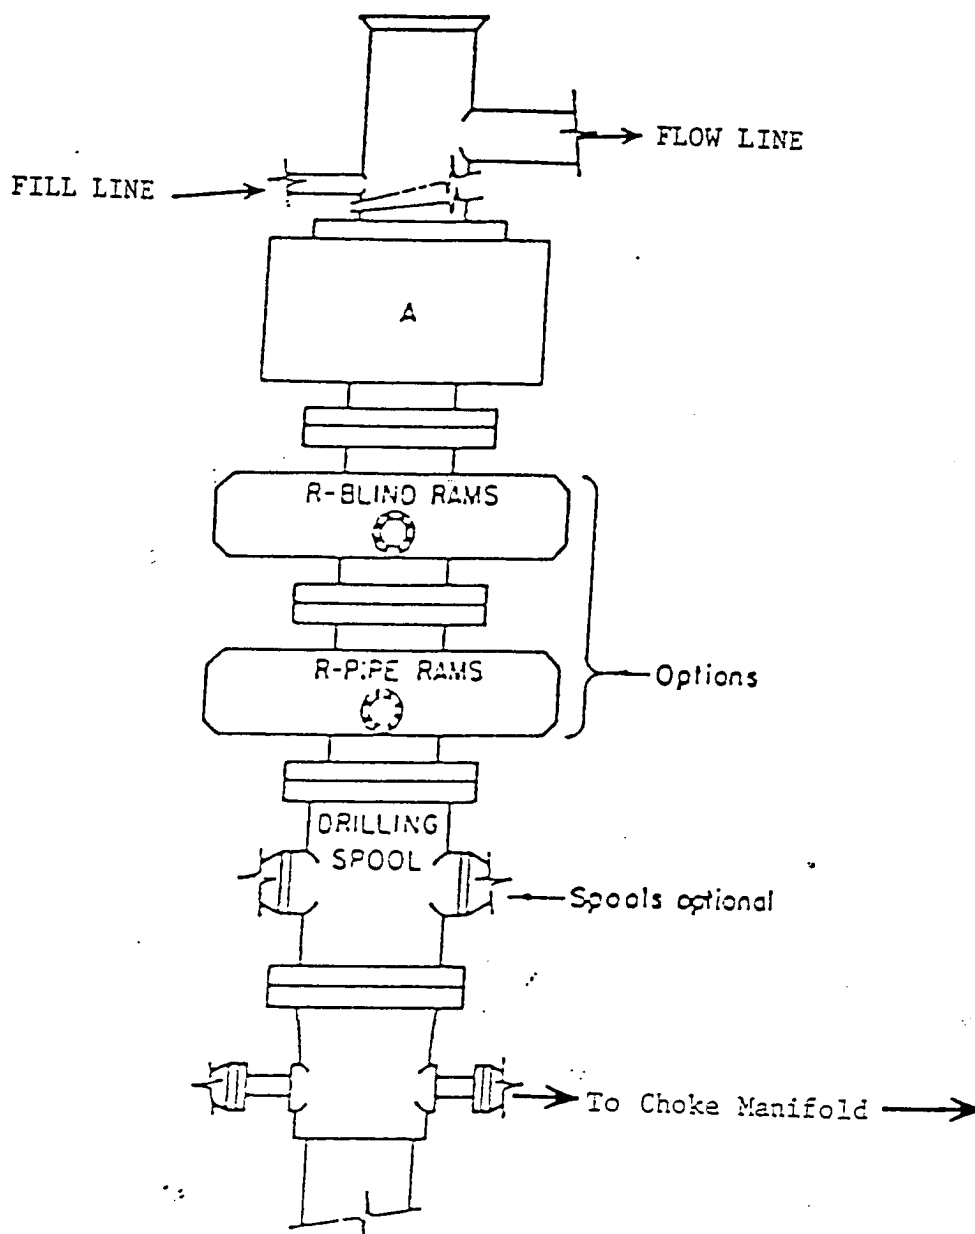 FLOW LINE
FILL LINE
A
R-BLIND RAMS
R-PIPE RAMS
Options
DRILLING
SPOOL
Spools optional
To Choke Manifold